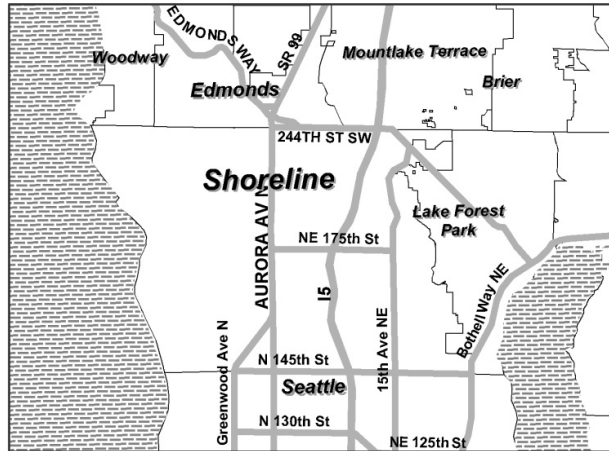 EDMONDS WAY
SR 99
Mountlake Terrace
Woodway
Brier
Edmonds
244TH ST SW
Shoreline
Lake Forest
Park
AURORA AV N
NE 175th St
I5
Bothell Way NE
Greenwood Ave N
15th Ave NE
N 145th St
Seattle
N 130th St
NE 125th St